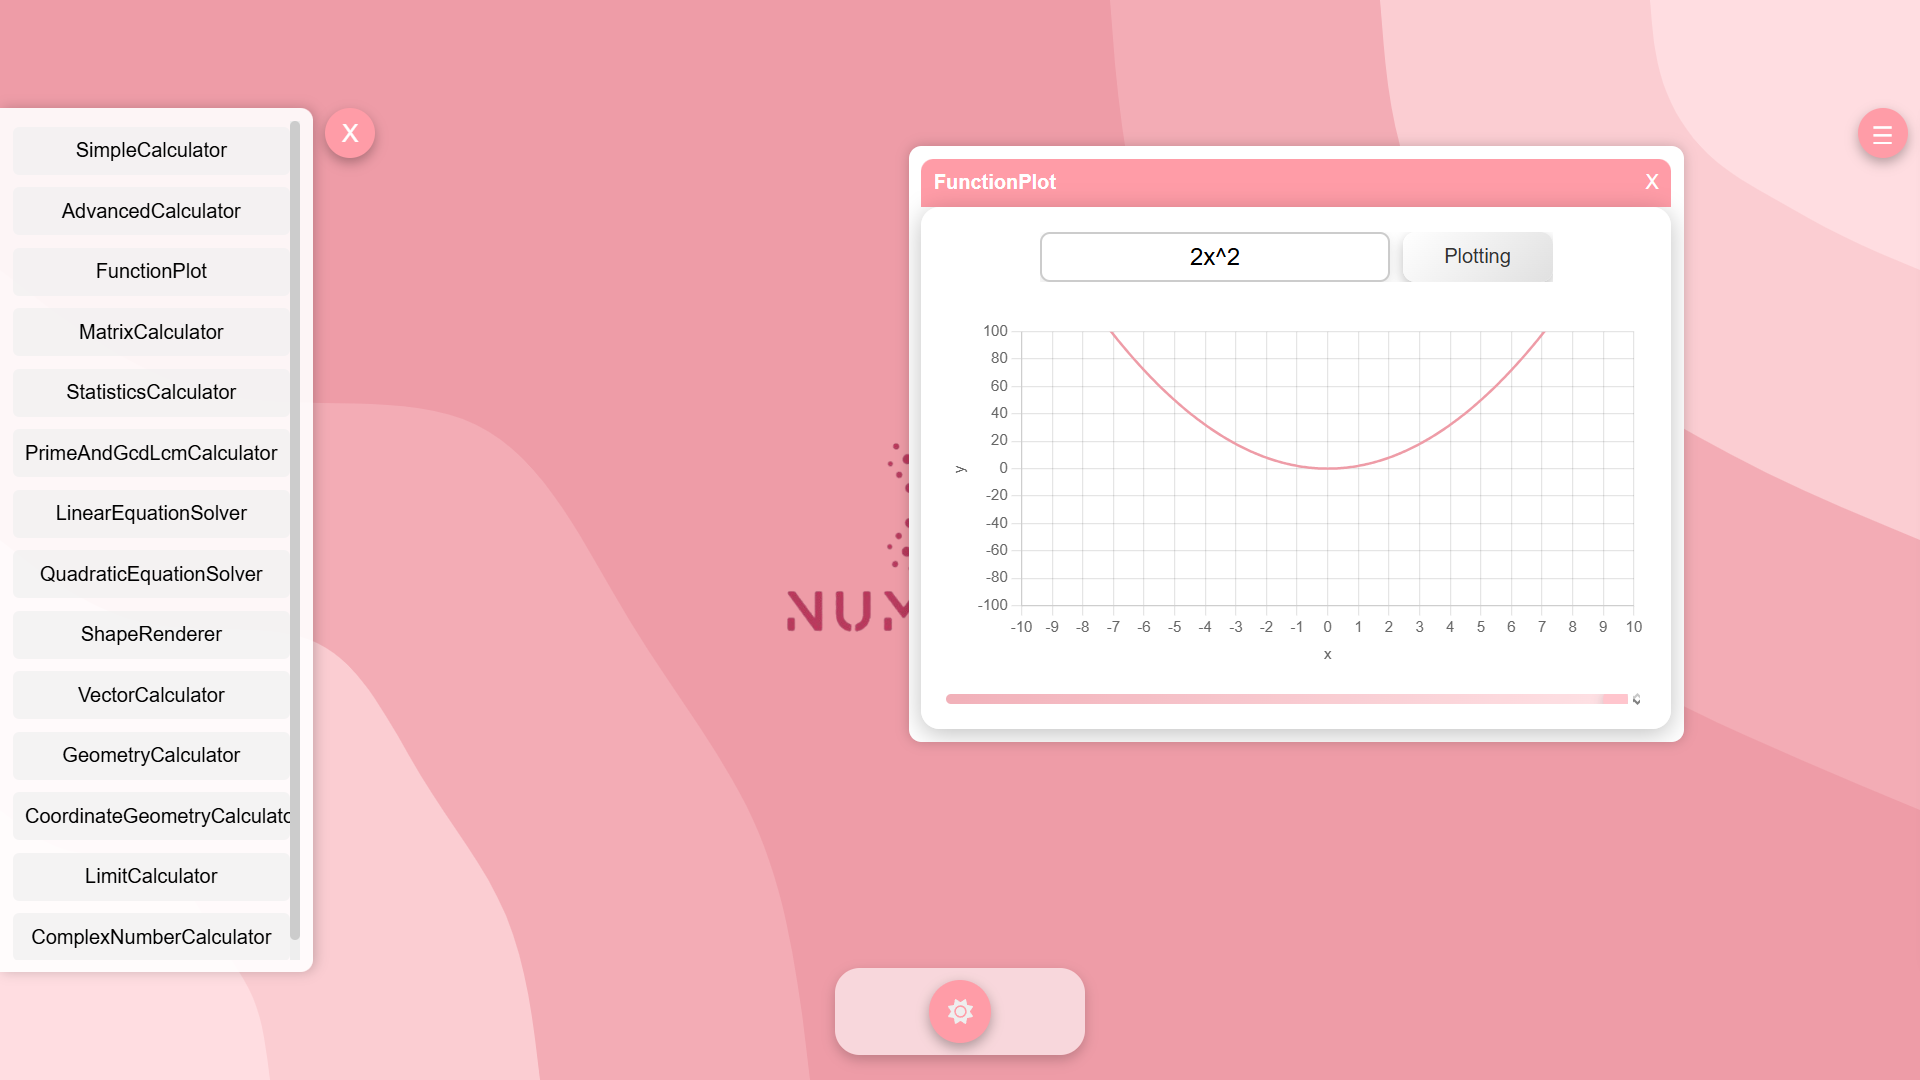 SimpleCalculator
AdvancedCalculator
FunctionPlot
MatrixCalculator
StatisticsCalculator
PrimeAndGcdLcmCalculator
LinearEquationSolver
QuadraticEquationSolver
ShapeRenderer
VectorCalculator
GeometryCalculator
CoordinateGeometryCalculato
LimitCalculator
ComplexNumberCalculator
X
NUM
FunctionPlot X
2x^2 Plotting
100
80
60
40
20
0
-20
-40
-60
-80
-100
y
-10 -9 -8 -7 -6 -5 -4 -3 -2 -1 0 1 2 3 4 5 6 7 8 9 10
x